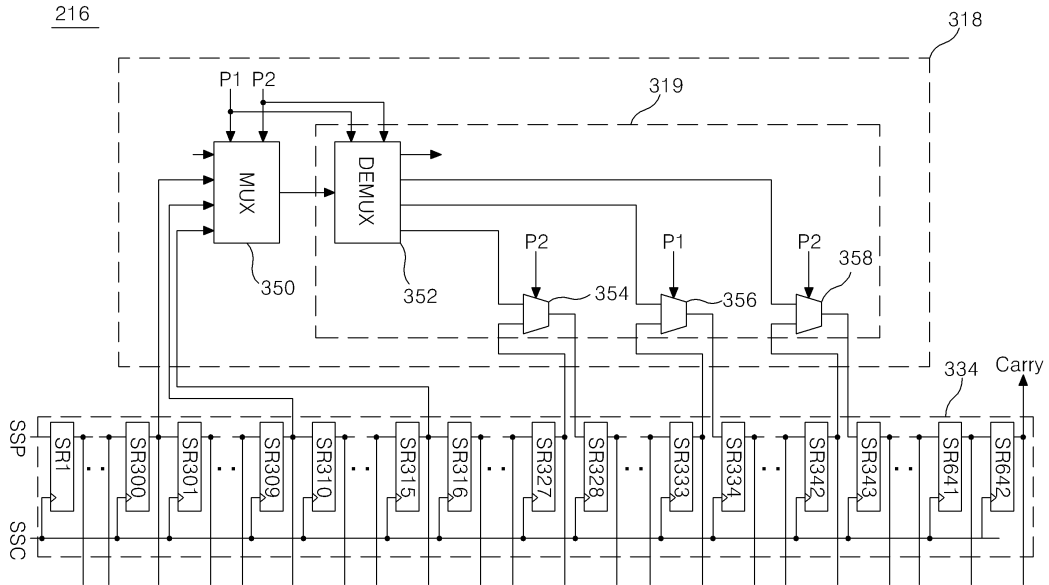 216
318
P1 P2
319
MUX
DEMUX
350
352
P2
P1
P2
354
356
358
334
Carry
SSP
SR1
SR300
SR301
SR309
SR310
SR315
SR316
SR327
SR328
SR333
SR334
SR342
SR343
SR641
SR642
SSC